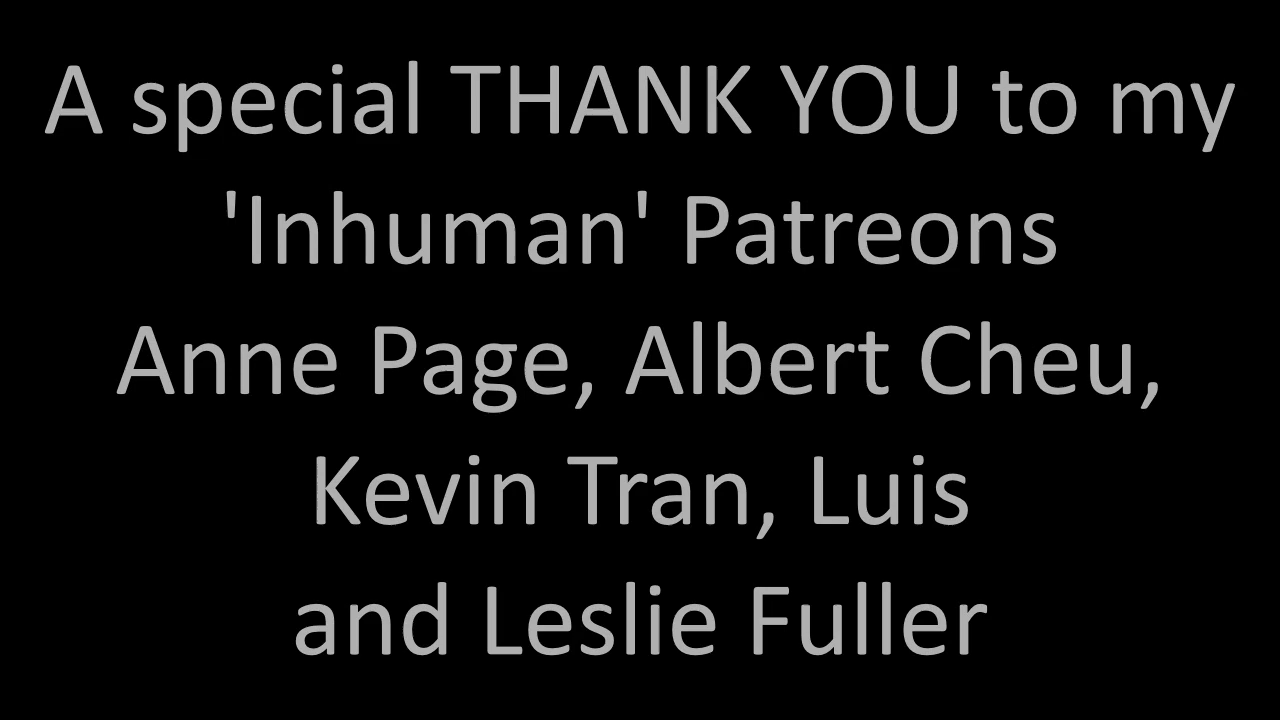 A special THANK YOU to my
'Inhuman' Patreons
Anne Page, Albert Cheu,
Kevin Tran, Luis
and Leslie Fuller